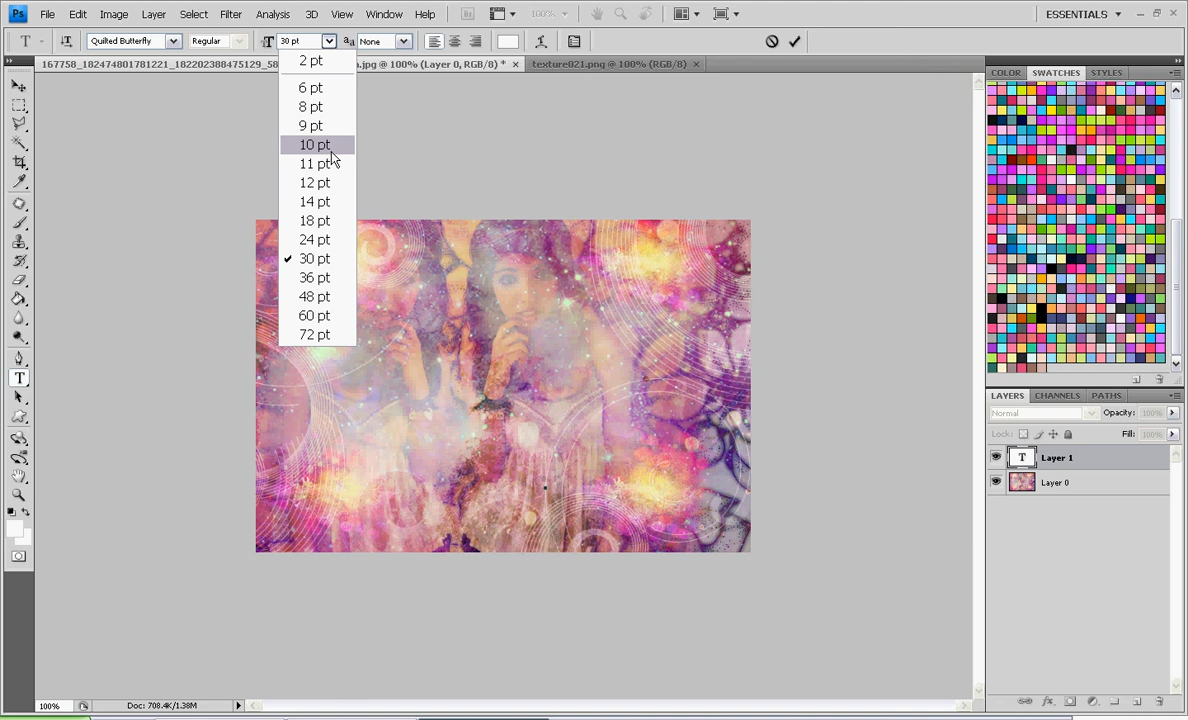 Ps File Edit Image Layer Select Filter Analysis 3D View Window Help Br 100% ESSENTIALS
T Quilted Butterfly Regular T 30 pt aa None
167758_182474801781221_182202388475129_58 .jpg @ 100% (Layer 0, RGB/8) * × texture021.png @ 100% (RGB/8) ×
2 pt
6 pt
8 pt
9 pt
10 pt
11 pt
12 pt
14 pt
18 pt
24 pt
30 pt
36 pt
48 pt
60 pt
72 pt
COLOR SWATCHES STYLES
T
LAYERS CHANNELS PATHS
Normal Opacity: 100%
Lock: Fill: 100%
T Layer 1
Layer 0
fx
100% Doc: 708.4K/1.38M